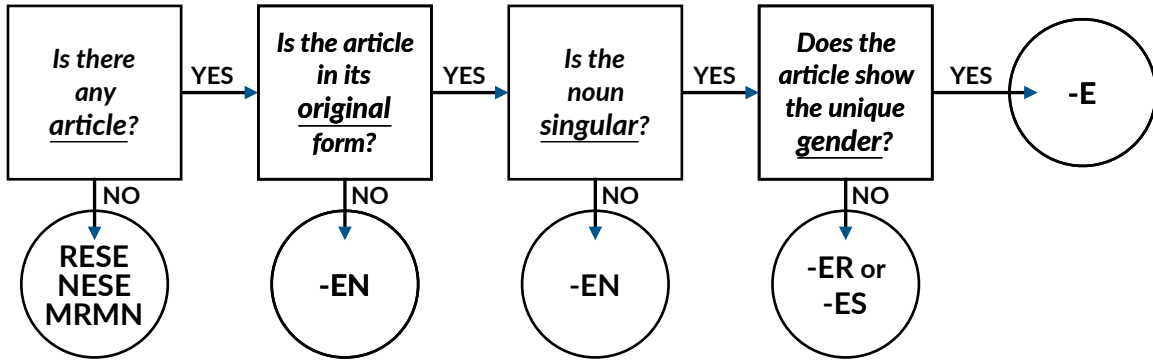 Is there
any
article?
YES
Is the article
in its
original
form?
YES
Is the
noun
singular?
YES
Does the
article show
the unique
gender?
YES
-E
NO
RESE
NESE
MRMN
NO
-EN
NO
-EN
NO
-ER or
-ES